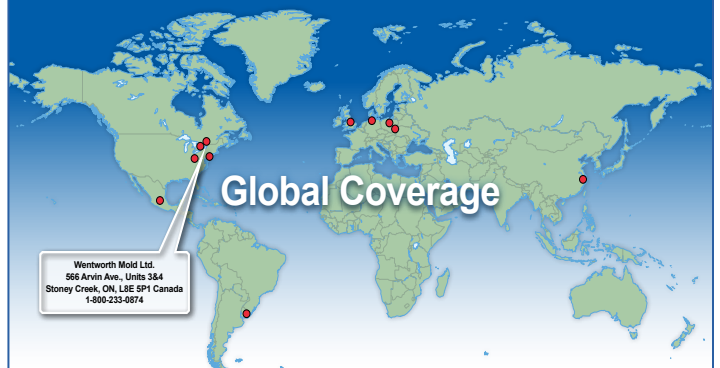 Global Coverage
Wentworth Mold Ltd.
566 Arvin Ave., Units 3&4
Stoney Creek, ON, L8E 5P1 Canada
1-800-233-0874